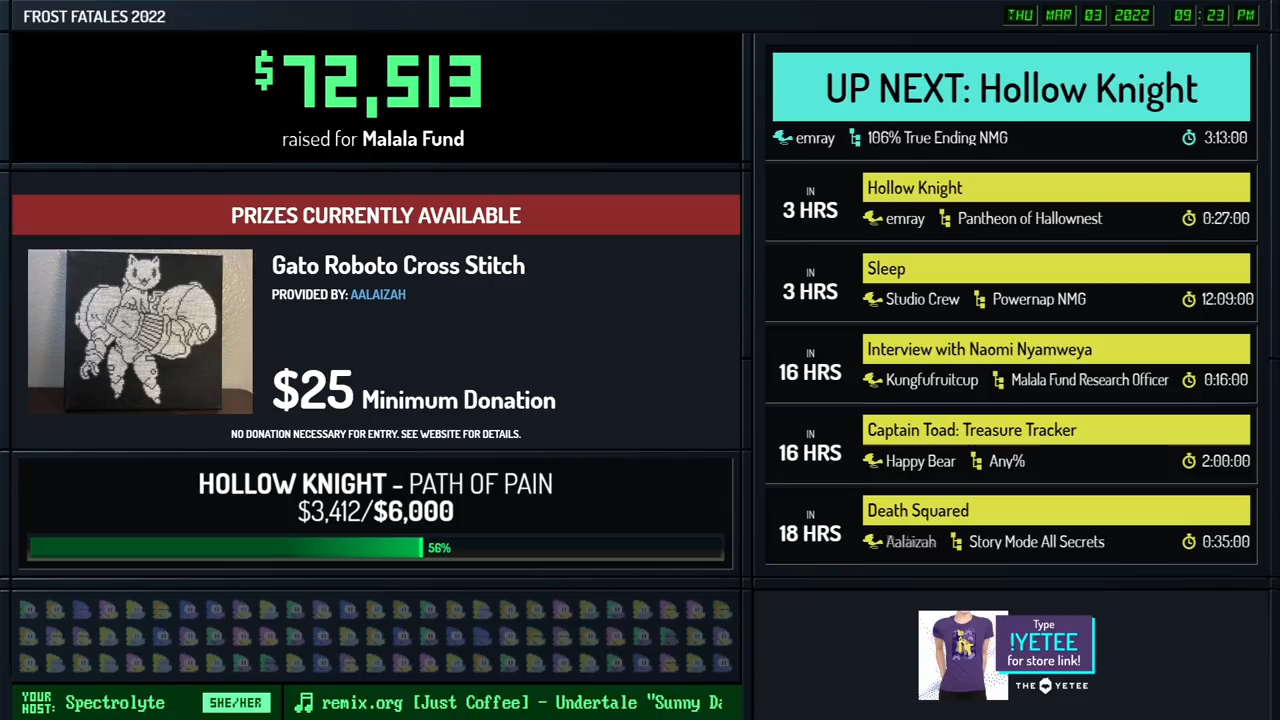 FROST FATALES 2022
THU MAR 03 2022 09:23 PM
$72,513
raised for Malala Fund
PRIZES CURRENTLY AVAILABLE
Gato Roboto Cross Stitch
PROVIDED BY: AALAIZAH
$25 Minimum Donation
NO DONATION NECESSARY FOR ENTRY. SEE WEBSITE FOR DETAILS.
HOLLOW KNIGHT - PATH OF PAIN
$3,412/$6,000
56%
UP NEXT: Hollow Knight
emray 106% True Ending NMG 3:13:00
IN
3 HRS
Hollow Knight
emray Pantheon of Hallownest 0:27:00
IN
3 HRS
Sleep
Studio Crew Powernap NMG 12:09:00
IN
16 HRS
Interview with Naomi Nyamweya
Kungfufruitcup Malala Fund Research Officer 0:16:00
IN
16 HRS
Captain Toad: Treasure Tracker
Happy Bear Any% 2:00:00
IN
18 HRS
Death Squared
Aalaizah Story Mode All Secrets 0:35:00
Type
!YETEE
for store link!
THE YETEE
YOUR
HOST: Spectrolyte SHE/HER
remix.org [Just Coffee] - Undertale "Sunny Da